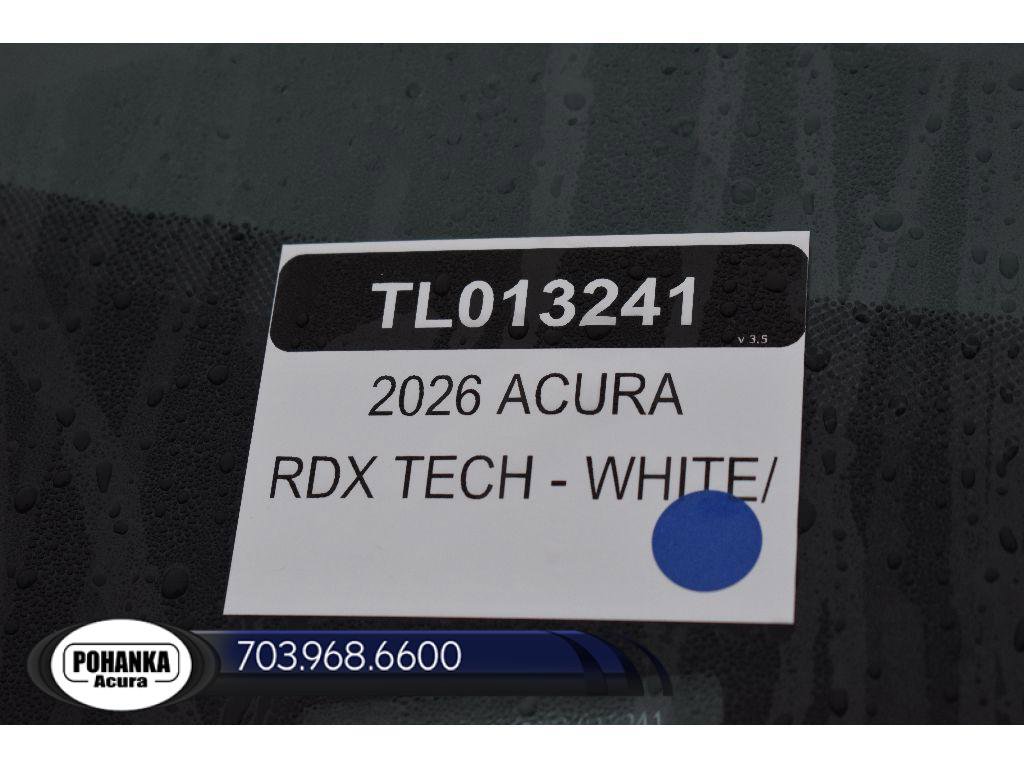 TL013241
v 3.5
2026 ACURA
RDX TECH - WHITE/
POHANKA
Acura
703.968.6600